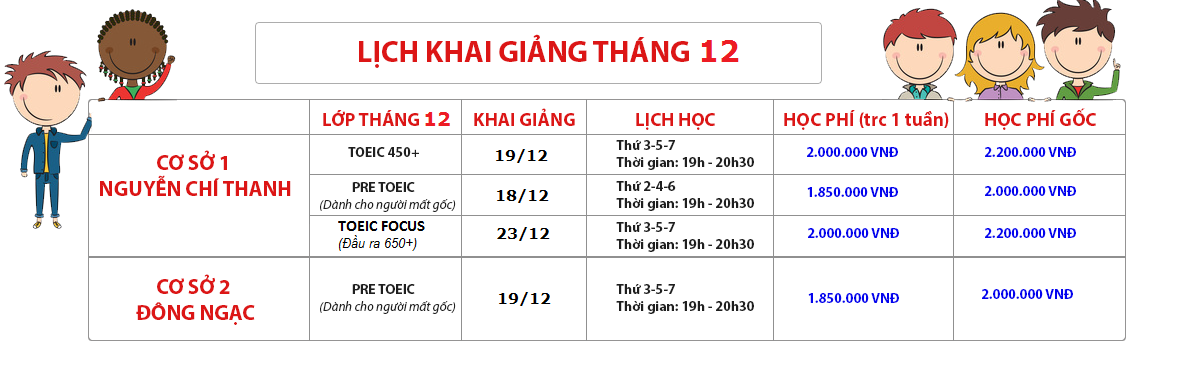 LỊCH KHAI GIẢNG THÁNG 12
LỚP THÁNG 12 KHAI GIẢNG LỊCH HỌC HỌC PHÍ (trc 1 tuần) HỌC PHÍ GỐC
CƠ SỞ 1
NGUYỄN CHÍ THANH
TOEIC 450+
19/12
Thứ 3-5-7
Thời gian: 19h - 20h30
2.000.000 VNĐ
2.200.000 VNĐ
PRE TOEIC
(Dành cho người mất gốc)
18/12
Thứ 2-4-6
Thời gian: 19h - 20h30
1.850.000 VNĐ
2.000.000 VNĐ
TOEIC FOCUS
(Đầu ra 650+)
23/12
Thứ 3-5-7
Thời gian: 19h - 20h30
2.000.000 VNĐ
2.200.000 VNĐ
CƠ SỞ 2
ĐÔNG NGẠC
PRE TOEIC
(Dành cho người mất gốc)
19/12
Thứ 3-5-7
Thời gian: 19h - 20h30
1.850.000 VNĐ
2.000.000 VNĐ